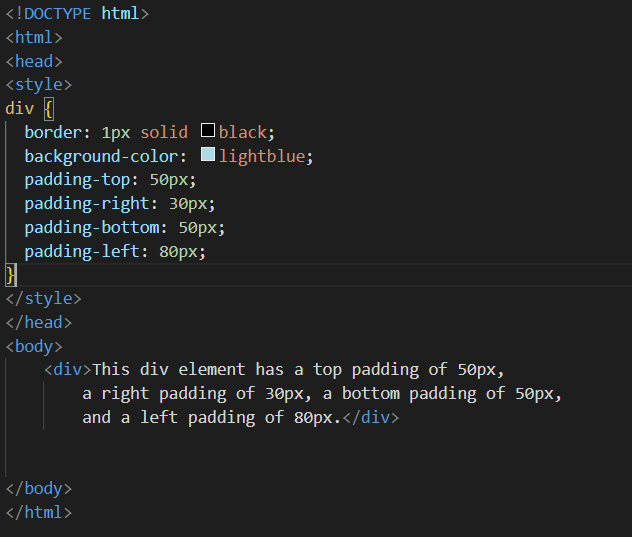 <!DOCTYPE html>
<html>
<head>
<style>
div {
  border: 1px solid black;
  background-color: lightblue;
  padding-top: 50px;
  padding-right: 30px;
  padding-bottom: 50px;
  padding-left: 80px;
}
</style>
</head>
<body>
    <div>This div element has a top padding of 50px,
        a right padding of 30px, a bottom padding of 50px,
        and a left padding of 80px.</div>
</body>
</html>